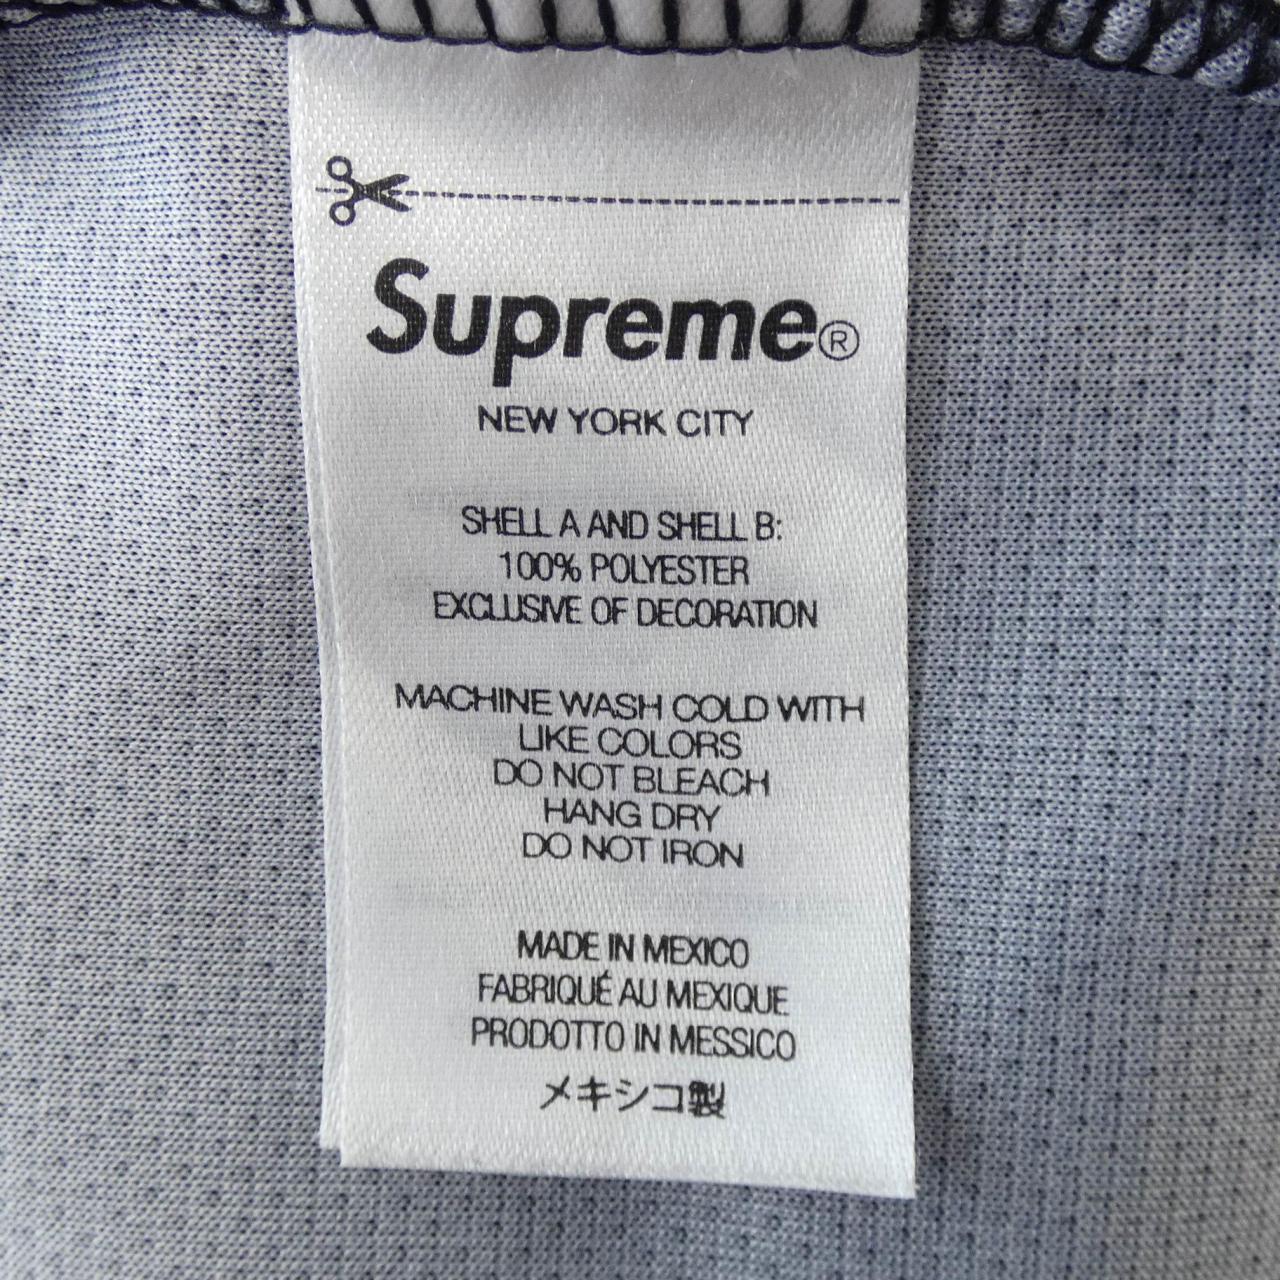 Supreme®
NEW YORK CITY
SHELL A AND SHELL B:
100% POLYESTER
EXCLUSIVE OF DECORATION
MACHINE WASH COLD WITH
LIKE COLORS
DO NOT BLEACH
HANG DRY
DO NOT IRON
MADE IN MEXICO
FABRIQUÉ AU MEXIQUE
PRODOTTO IN MESSICO
メキシコ製